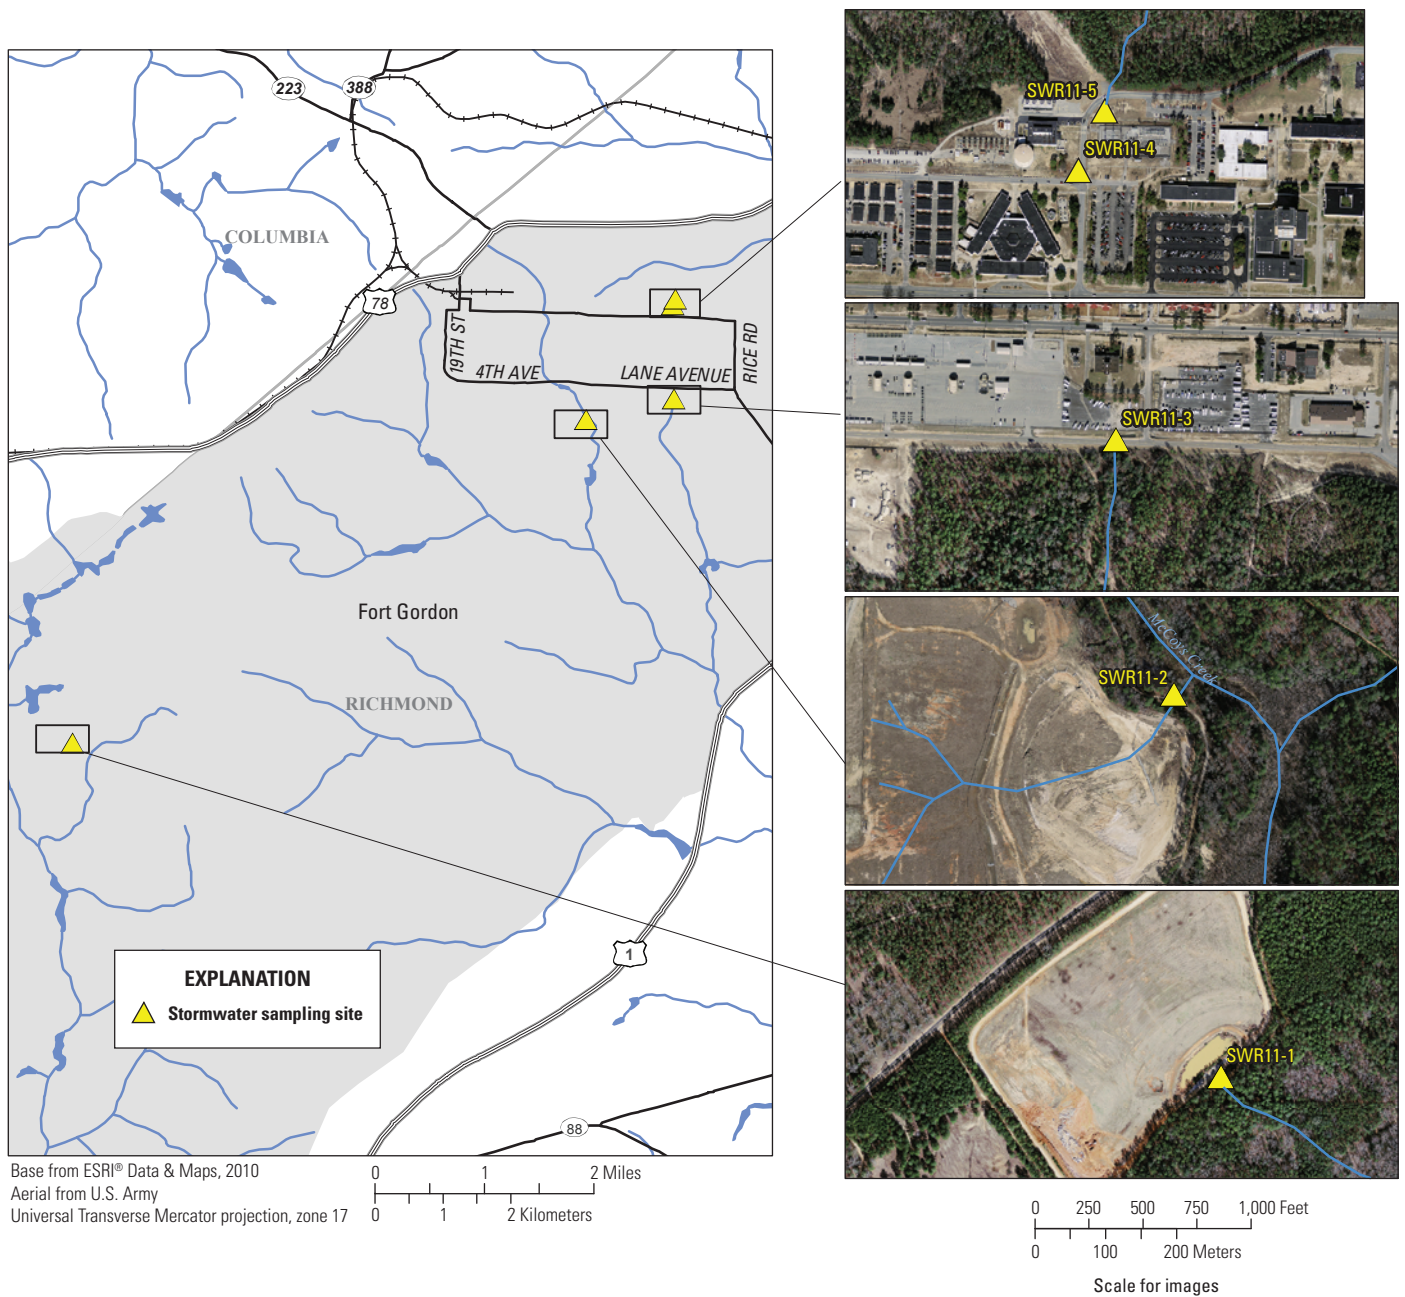 223
388
COLUMBIA
78
19TH ST
4TH AVE
LANE AVENUE
RICE RD
Fort Gordon
RICHMOND
1
88
EXPLANATION
Stormwater sampling site
Base from ESRI® Data & Maps, 2010
Aerial from U.S. Army
Universal Transverse Mercator projection, zone 17
0 1 2 Miles
0 1 2 Kilometers
SWR11-5
SWR11-4
SWR11-3
McCoys Creek
SWR11-2
SWR11-1
0 250 500 750 1,000 Feet
0 100 200 Meters
Scale for images